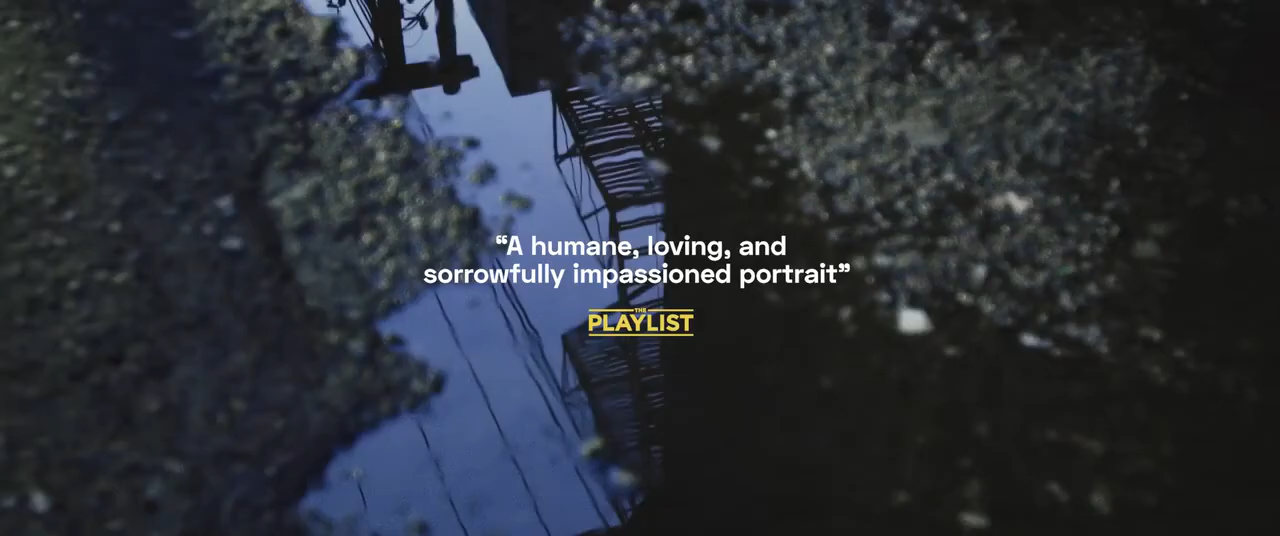 “A humane, loving, and
sorrowfully impassioned portrait”
THE
PLAYLIST